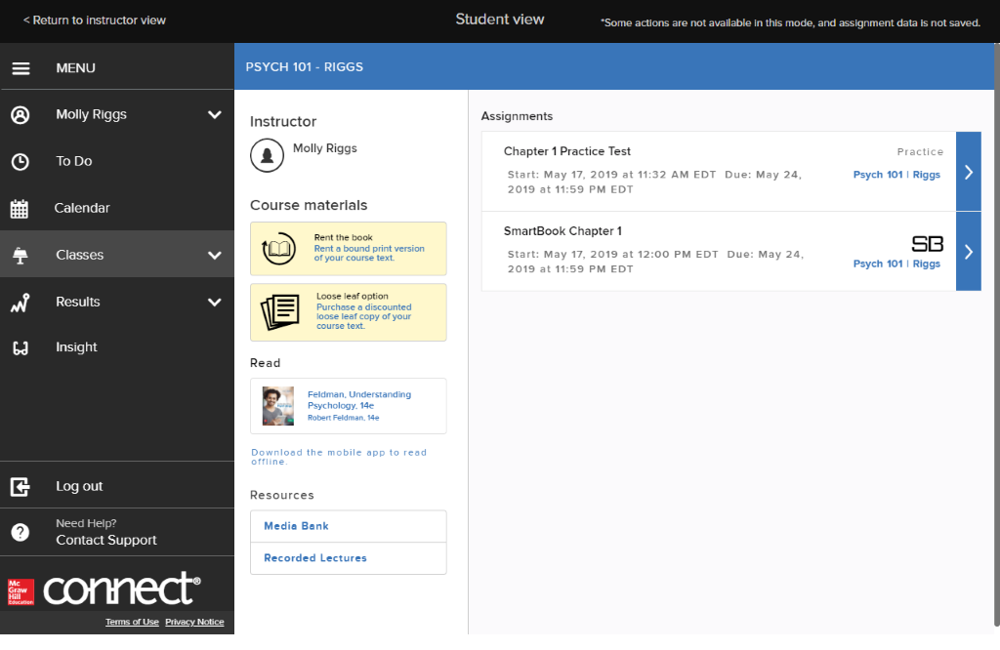 < Return to instructor view
Student view
*Some actions are not available in this mode, and assignment data is not saved.
MENU
Molly Riggs
To Do
Calendar
Classes
Results
Insight
Log out
Need Help?
Contact Support
Mc
Graw
Hill
Education
connect®
Terms of Use Privacy Notice
PSYCH 101 - RIGGS
Instructor
Molly Riggs
Course materials
Rent the book
Rent a bound print version
of your course text.
Loose leaf option
Purchase a discounted
loose leaf copy of your
course text.
Read
Feldman, Understanding
Psychology, 14e
Robert Feldman, 14e
Download the mobile app to read
offline.
Resources
Media Bank
Recorded Lectures
Assignments
Chapter 1 Practice Test
Practice
Start: May 17, 2019 at 11:32 AM EDT Due: May 24,
2019 at 11:59 PM EDT
Psych 101 | Riggs
SmartBook Chapter 1
SB
Start: May 17, 2019 at 12:00 PM EDT Due: May 24,
2019 at 11:59 PM EDT
Psych 101 | Riggs